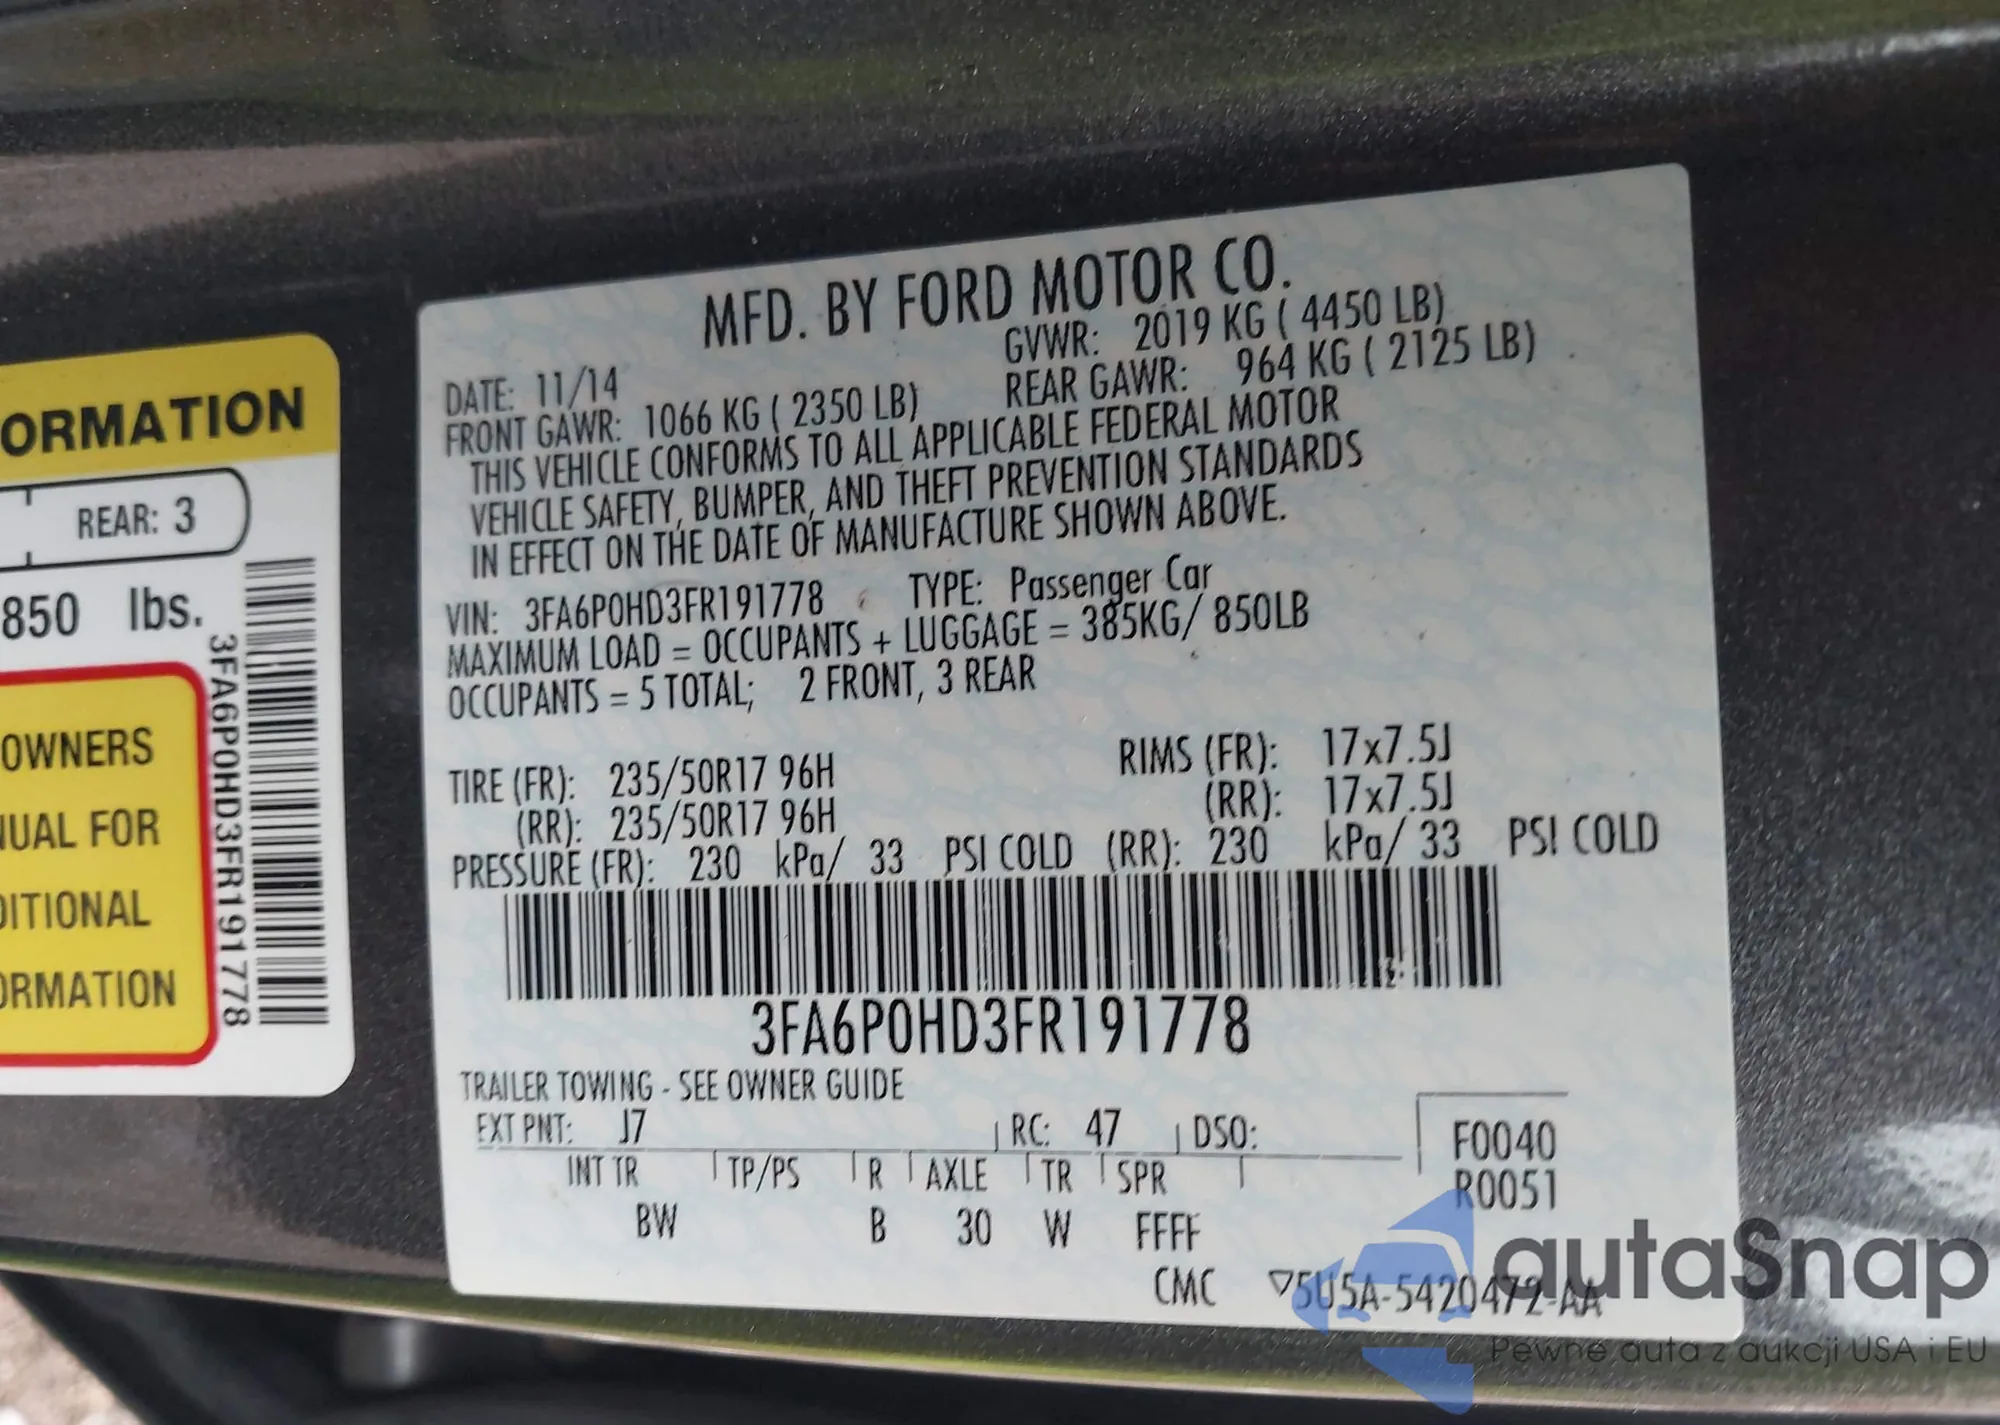 ORMATION
REAR: 3
850 lbs.
OWNERS
NUAL FOR
DITIONAL
ORMATION
3FA6P0HD3FR191778
MFD. BY FORD MOTOR CO.
DATE: 11/14 GVWR: 2019 KG ( 4450 LB)
FRONT GAWR: 1066 KG ( 2350 LB) REAR GAWR: 964 KG ( 2125 LB)
THIS VEHICLE CONFORMS TO ALL APPLICABLE FEDERAL MOTOR
VEHICLE SAFETY, BUMPER, AND THEFT PREVENTION STANDARDS
IN EFFECT ON THE DATE OF MANUFACTURE SHOWN ABOVE.
VIN: 3FA6P0HD3FR191778 TYPE: Passenger Car
MAXIMUM LOAD = OCCUPANTS + LUGGAGE = 385KG/ 850LB
OCCUPANTS = 5 TOTAL; 2 FRONT, 3 REAR
TIRE (FR): 235/50R17 96H RIMS (FR): 17x7.5J
(RR): 235/50R17 96H (RR): 17x7.5J
PRESSURE (FR): 230 kPa/ 33 PSI COLD (RR): 230 kPa/ 33 PSI COLD
3FA6P0HD3FR191778
TRAILER TOWING - SEE OWNER GUIDE
EXT PNT: J7 RC: 47 DSO: F0040
INT TR TP/PS R AXLE TR SPR R0051
BW B 30 W FFFF
CMC ▽5U5A-5420472-AA
autaSnap
Pewne auta z aukcji USA i EU